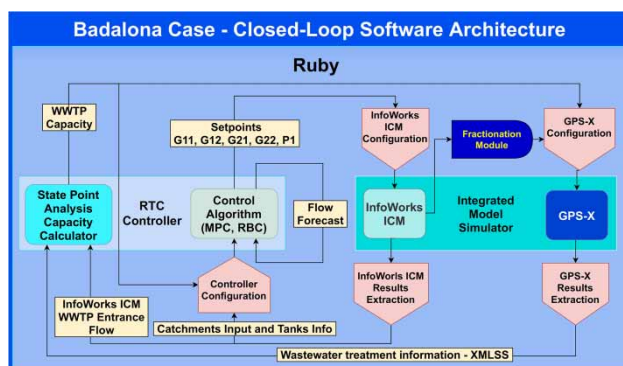 Badalona Case - Closed-Loop Software Architecture
Ruby
WWTP
Capacity
Setpoints
G11, G12, G21, G22, P1
InfoWorks
ICM
Configuration
Fractionation
Module
GPS-X
Configuration
State Point
Analysis
Capacity
Calculator
RTC
Controller
Control
Algorithm
(MPC, RBC)
Flow
Forecast
InfoWorks
ICM
Integrated
Model
Simulator
GPS-X
InfoWorks ICM
WWTP Entrance
Flow
Controller
Configuration
InfoWorls ICM
Results
Extraction
GPS-X
Results
Extraction
Catchments Input and Tanks Info
Wastewater treatment information - XMLSS